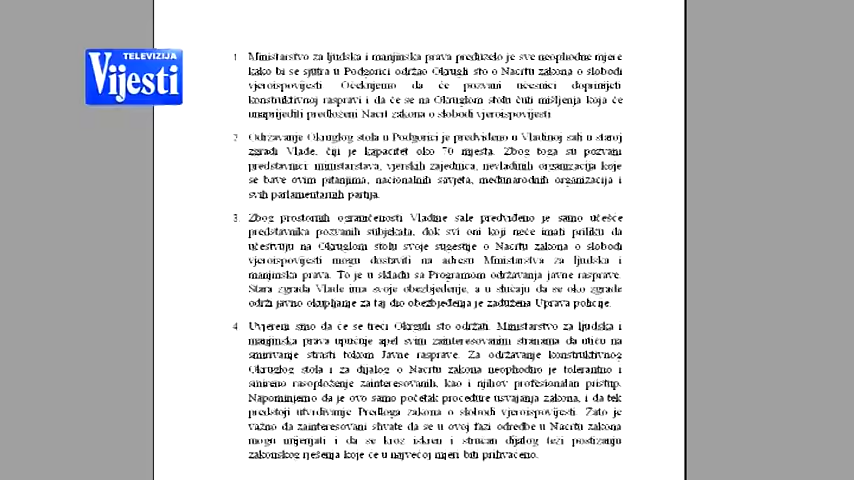 TELEVIZIJA
Vijesti
1. Ministarstvo za ljudska i manjinska prava preduzelo je sve neophodne mjere
kako bi se sjutra u Podgorici održao Okrugli sto o Nacrtu zakona o slobodi
vjeroispovijesti. Očekujemo da će pozvani učesnici doprinijeti
konstruktivnoj raspravi i da će se na Okruglom stolu čuti mišljenja koja će
unaprijediti predloženi Nacrt zakona o slobodi vjeroispovijesti.
2. Održavanje Okruglog stola u Podgorici je predviđeno u Vladinoj sali u staroj
zgradi Vlade, čiji je kapacitet oko 70 mjesta. Zbog toga su pozvani
predstavnici: ministarstava, vjerskih zajednica, nevladinih organizacija koje
se bave ovim pitanjima, nacionalnih savjeta, međunarodnih organizacija i
svih parlamentarnih partija.
3. Zbog prostornih ograničenosti Vladine sale predviđeno je samo učešće
predstavnika pozvanih subjekata, dok svi oni koji neće imati priliku da
učestvuju na Okruglom stolu svoje sugestije o Nacrtu zakona o slobodi
vjeroispovijesti mogu dostaviti na adresu Ministarstva za ljudska i
manjinska prava. To je u skladu sa Programom održavanja javne rasprave.
Stara zgrada Vlade ima svoje obezbjeđenje, a u slučaju da se oko zgrade
održi javno okupljanje za taj dio obezbjeđenja je zadužena Uprava policije.
4. Uvjereni smo da će se treći Okrguli sto održati. Ministarstvo za ljudska i
manjinska prava upućuje apel svim zainteresovanim stranama da utiču na
smirivanje strasti tokom Javne rasprave. Za održavanje konstruktivnog
Okruglog stola i za dijalog o Nacrtu zakona neophodno je tolerantno i
smireno raspoloženje zainteresovanih, kao i njihov profesionalan pristup.
Napominjemo da je ovo samo početak procedure usvajanja zakona, i da tek
predstoji utvrđivanje Predloga zakona o slobodi vjeroispovijesti. Zato je
važno da zainteresovani shvate da se u ovoj fazi odredbe u Nacrtu zakona
mogu mijenjati i da se kroz iskren i stručan dijalog teži postizanju
zakonskog rješenja koje će u najvećoj mjeri biti prihvaćeno.